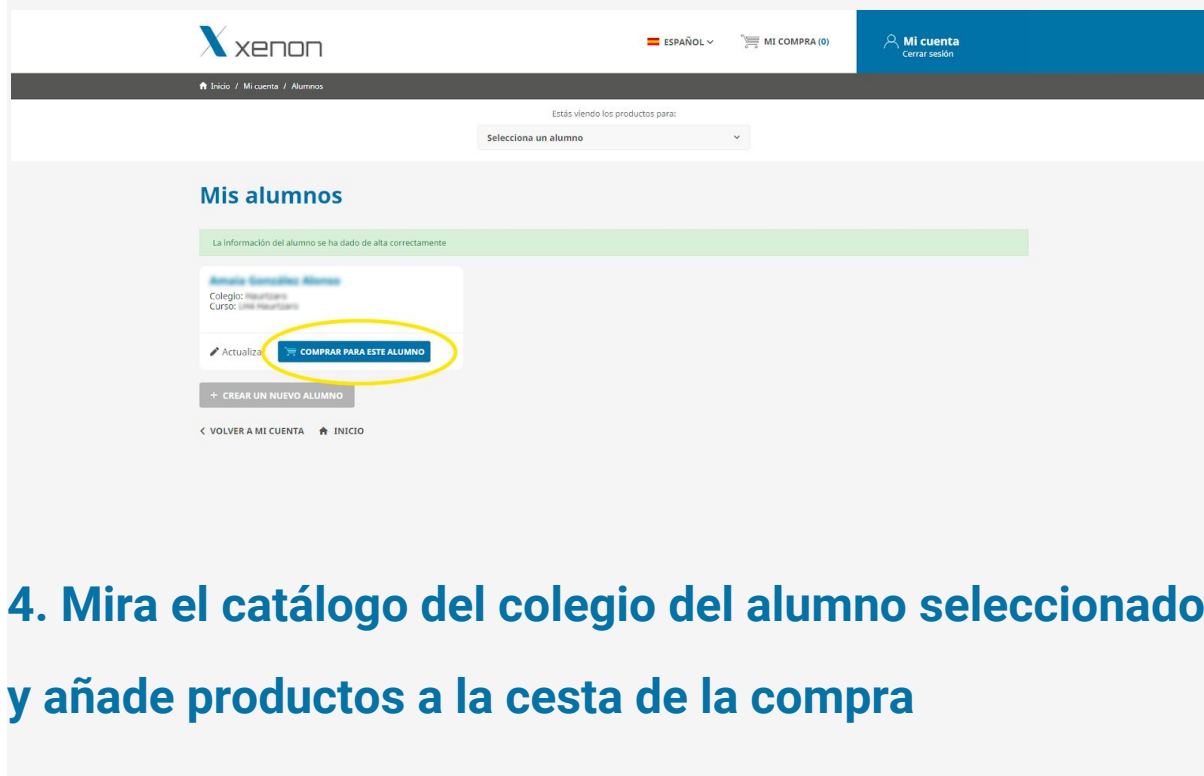 xenon
ESPAÑOL
MI COMPRA (0)
Mi cuenta
Cerrar sesión
Inicio / Mi cuenta / Alumnos
Estás viendo los productos para:
Selecciona un alumno
Mis alumnos
La información del alumno se ha dado de alta correctamente
Colegio:
Curso:
Actualiza
COMPRAR PARA ESTE ALUMNO
+ CREAR UN NUEVO ALUMNO
< VOLVER A MI CUENTA
INICIO
4. Mira el catálogo del colegio del alumno seleccionado
y añade productos a la cesta de la compra